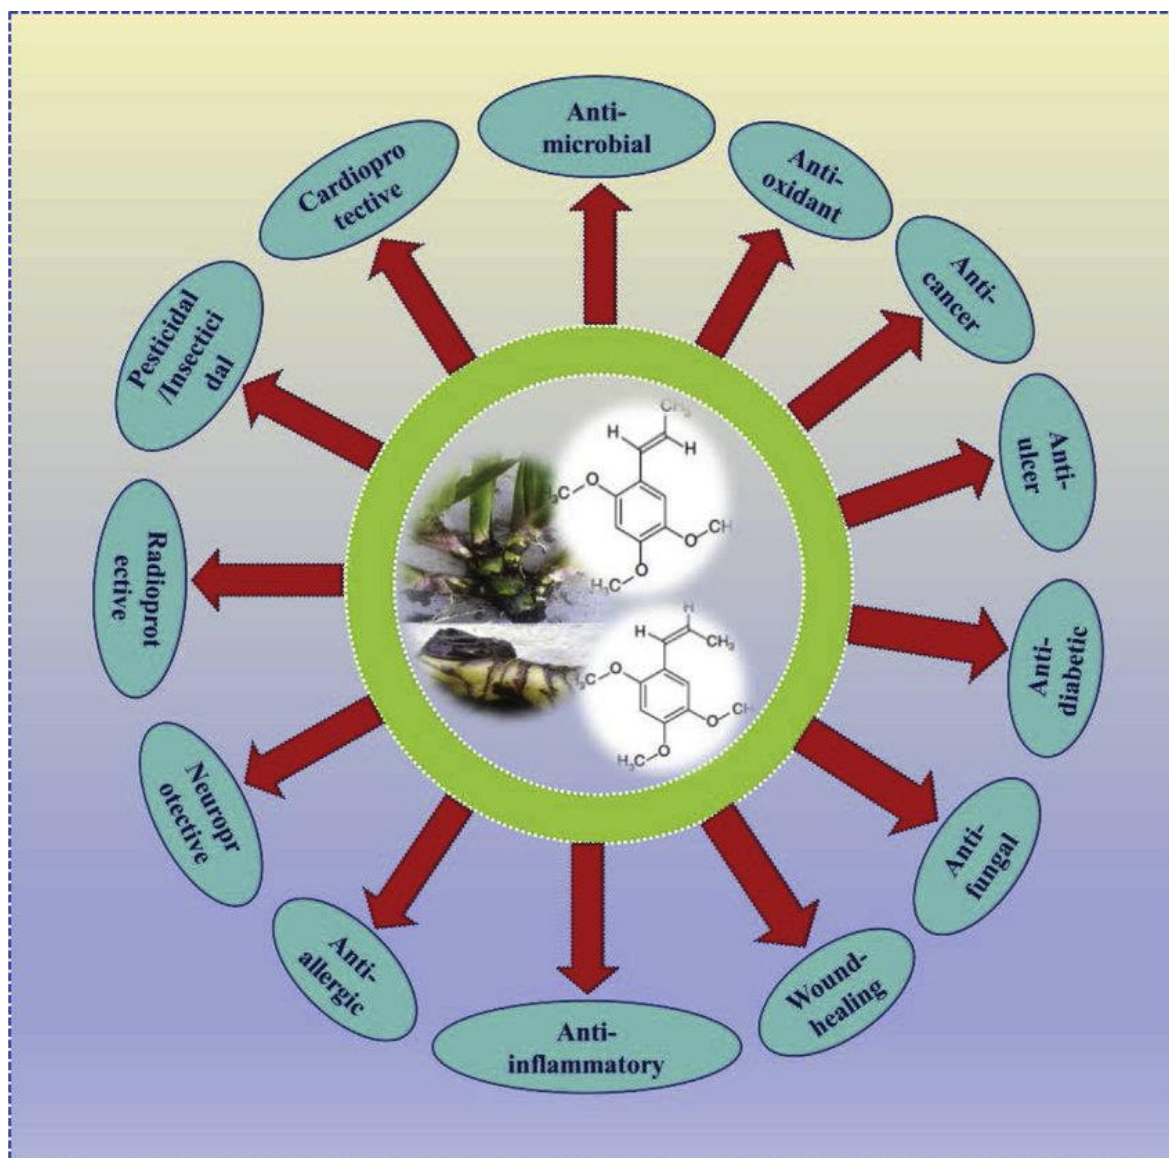 Anti-
microbial
Anti-
oxidant
Anti-
cancer
Anti-
ulcer
Anti-
diabetic
Anti-
fungal
Wound-
healing
Anti-
inflammatory
Anti-
allergic
Neuropr
otective
Radioprot
ective
Pesticidal
/Insectici
dal
Cardiopro
tective
CH₃
H
H
H₃C
O
O
CH
O
H₃C
H
H
CH₃
H₃C
O
O
CH
O
H₃C